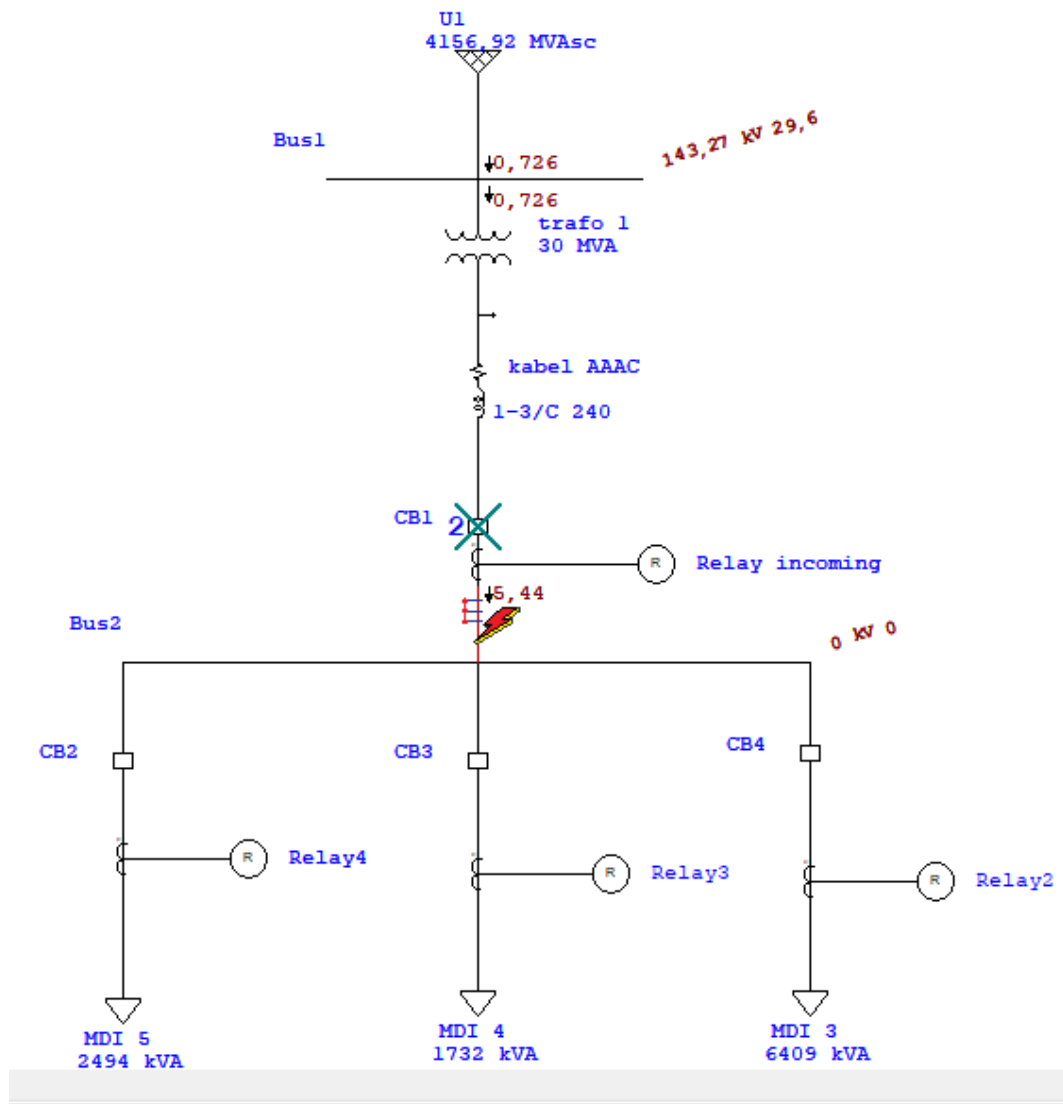 U1
4156,92 MVAsc
Bus1
143,27 kV 29,6
0,726
0,726
trafo 1
30 MVA
kabel AAAC
1-3/C 240
CB1
2
R
Relay incoming
5,44
Bus2
0 kV 0
CB2
CB3
CB4
R
Relay4
R
Relay3
R
Relay2
MDI 5
2494 kVA
MDI 4
1732 kVA
MDI 3
6409 kVA